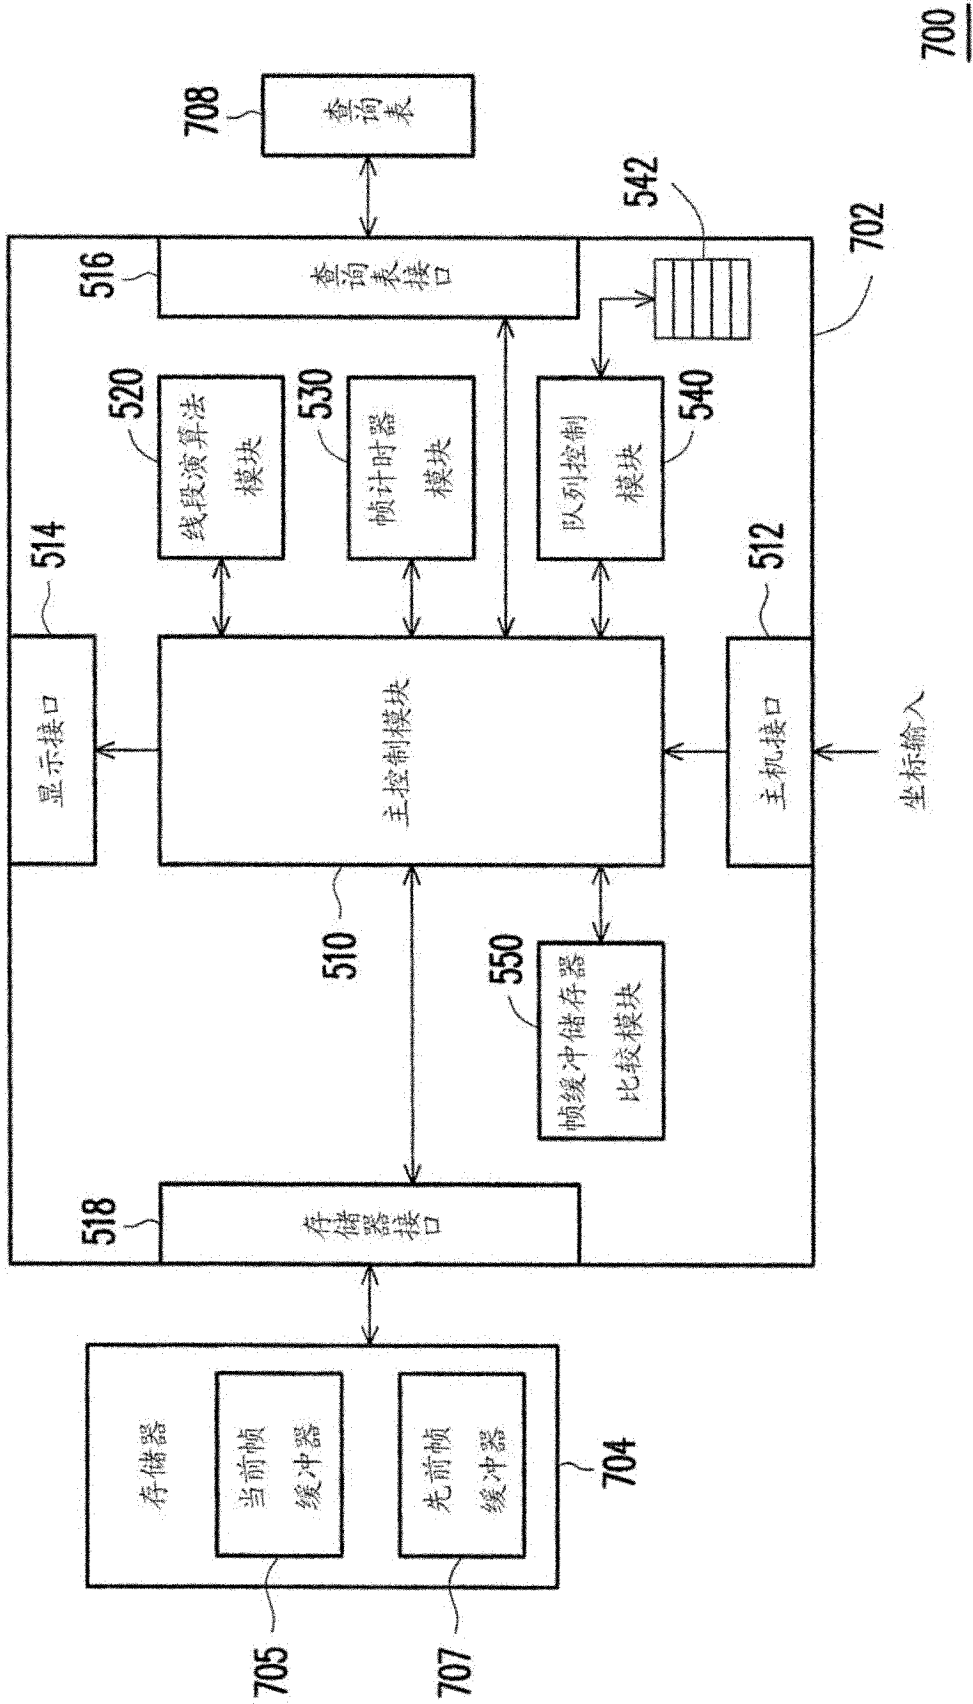 705
707
存储器
当前帧
缓冲器
先前帧
缓冲器
704
518
存储器接口
550
帧缓冲储存器
比较模块
510
主控制模块
显示接口
514
主机接口
512
坐标输入
520
线段演算法
模块
530
帧计时器
模块
队列控制
模块
540
516
查询表接口
542
702
708
查询表
700